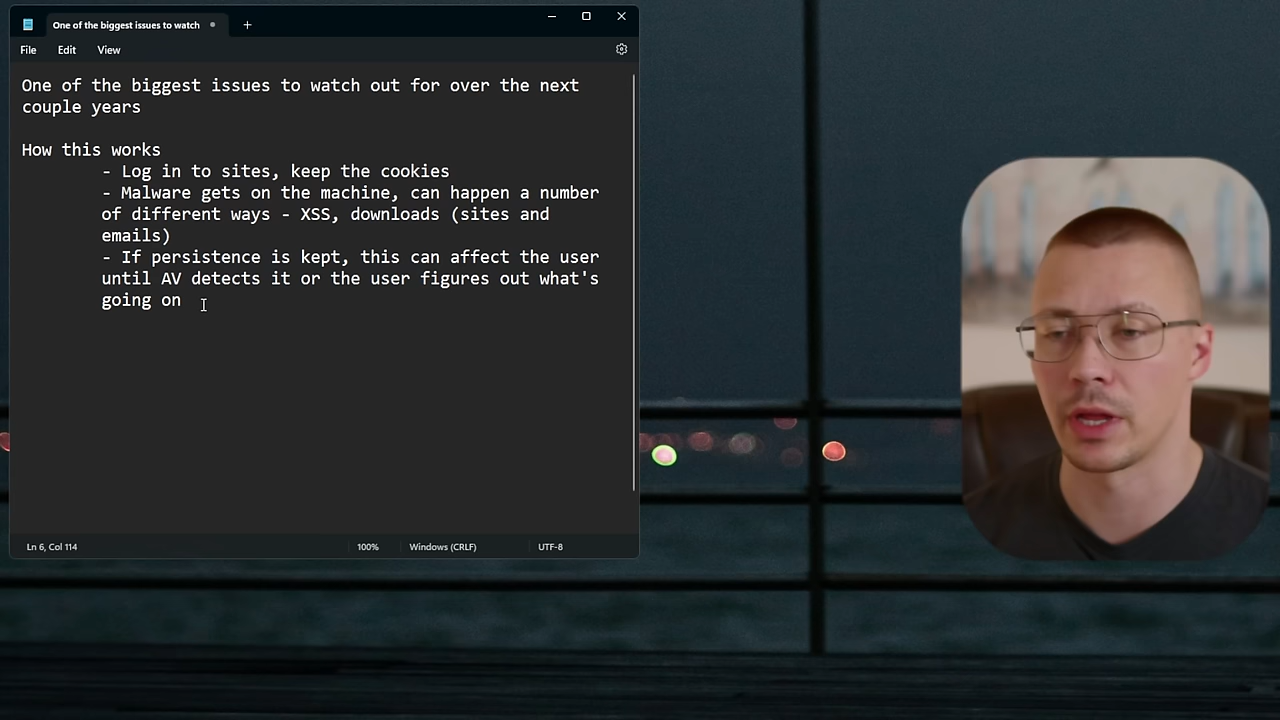 One of the biggest issues to watch
File Edit View
One of the biggest issues to watch out for over the next
couple years
How this works
- Log in to sites, keep the cookies
- Malware gets on the machine, can happen a number
of different ways - XSS, downloads (sites and
emails)
- If persistence is kept, this can affect the user
until AV detects it or the user figures out what's
going on
Ln 6, Col 114 100% Windows (CRLF) UTF-8